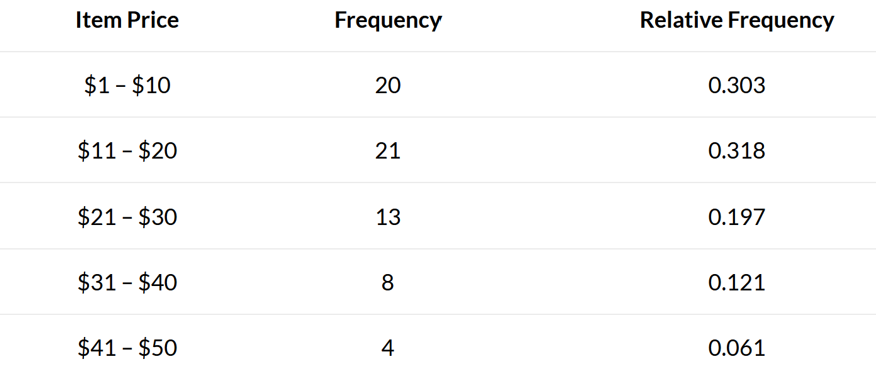 Item Price Frequency Relative Frequency
$1 – $10 20 0.303
$11 – $20 21 0.318
$21 – $30 13 0.197
$31 – $40 8 0.121
$41 – $50 4 0.061